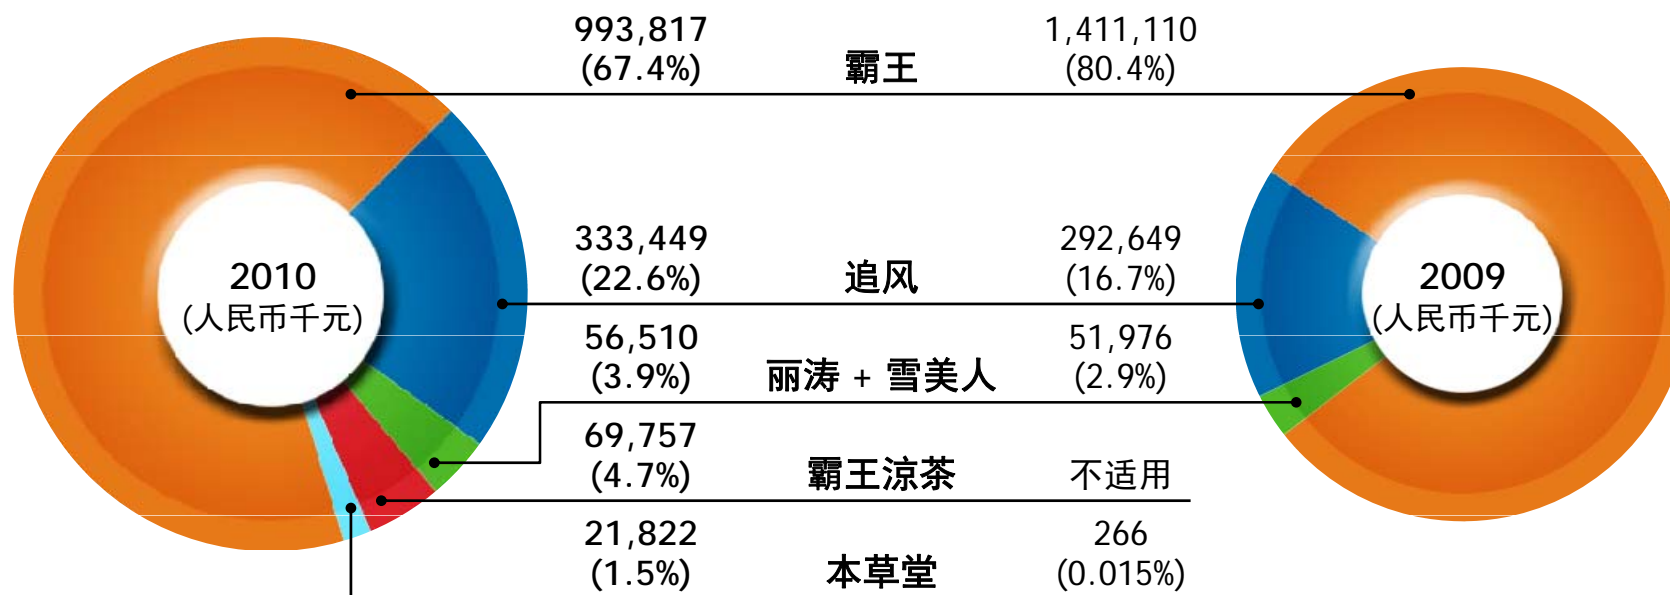 993,817
(67.4%)
霸王
1,411,110
(80.4%)
333,449
(22.6%)
追风
292,649
(16.7%)
2010
(人民币千元)
2009
(人民币千元)
56,510
(3.9%)
丽涛 + 雪美人
51,976
(2.9%)
69,757
(4.7%)
霸王涼茶
不适用
21,822
(1.5%)
本草堂
266
(0.015%)